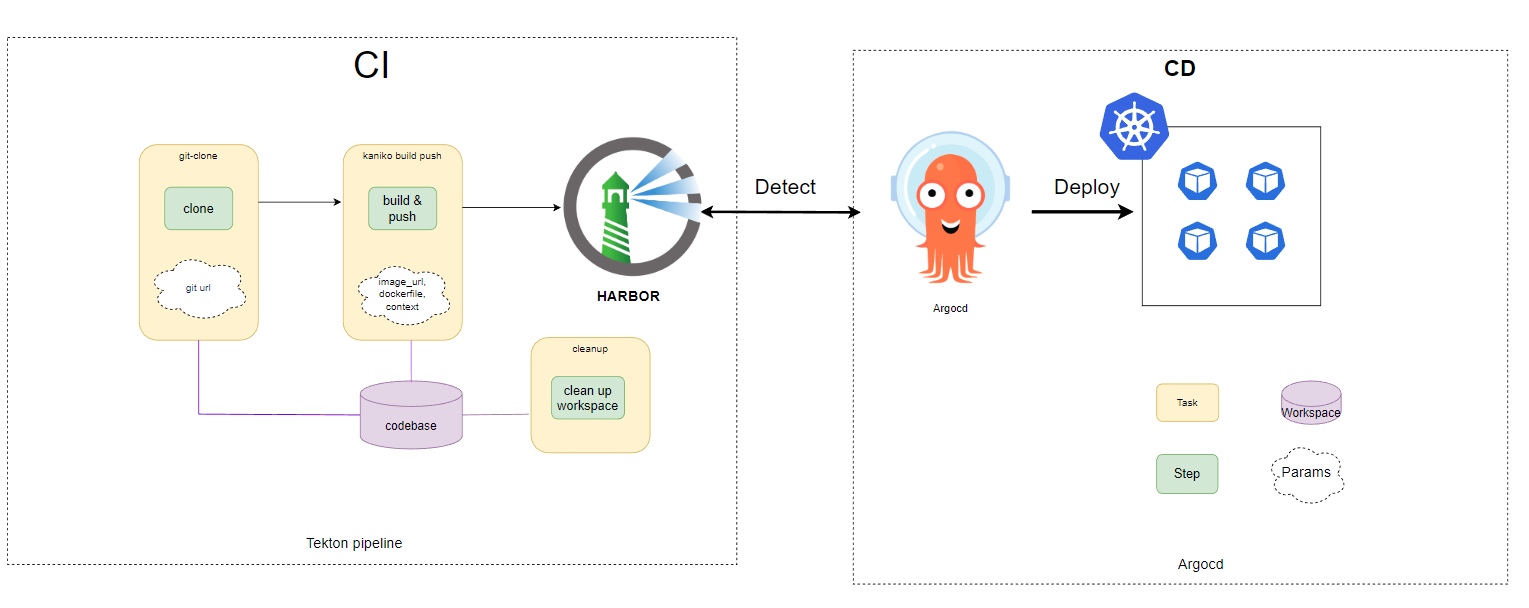 CI
git-clone
clone
git url
kaniko build push
build &
push
image_url,
dockerfile,
context
HARBOR
cleanup
clean up
workspace
codebase
Tekton pipeline
Detect
CD
Argocd
Deploy
Task
Workspace
Step
Params
Argocd